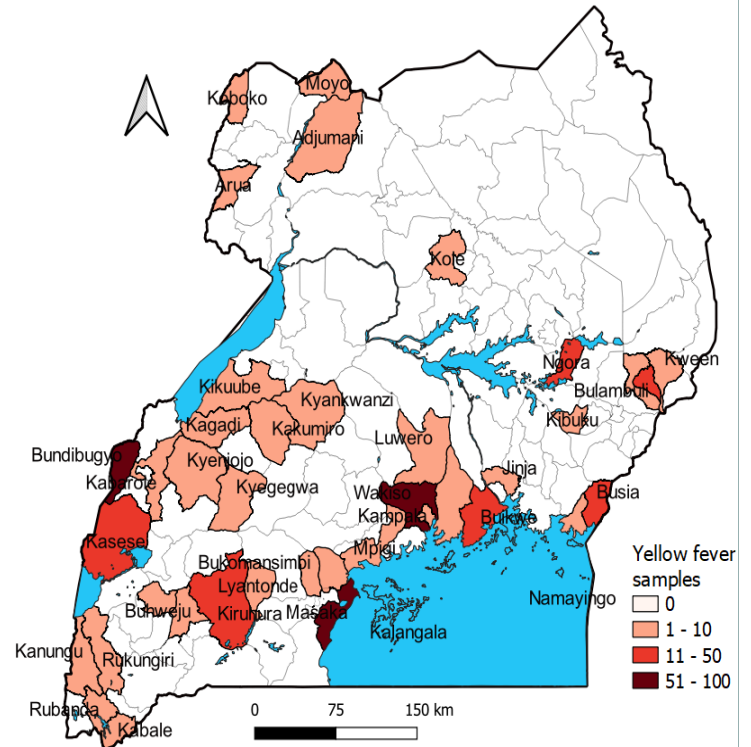 Koboko
Moyo
Adjumani
Arua
Kole
Ngora
Kween
Bulambuli
Kibuku
Kikuube
Kyankwanzi
Kagadi
Kakumiro
Luwero
Bundibugyo
Kyenjojo
Kabarole
Kyegegwa
Jinja
Wakiso
Busia
Kampala
Buikwe
Kasese
Mpigi
Bukomansimbi
Lyantonde
Namayingo
Buhweju
Kiruhura
Masaka
Kalangala
Kanungu
Rukungiri
Rubanda
Kabale
Yellow fever
samples
0
1 - 10
11 - 50
51 - 100
0 75 150 km